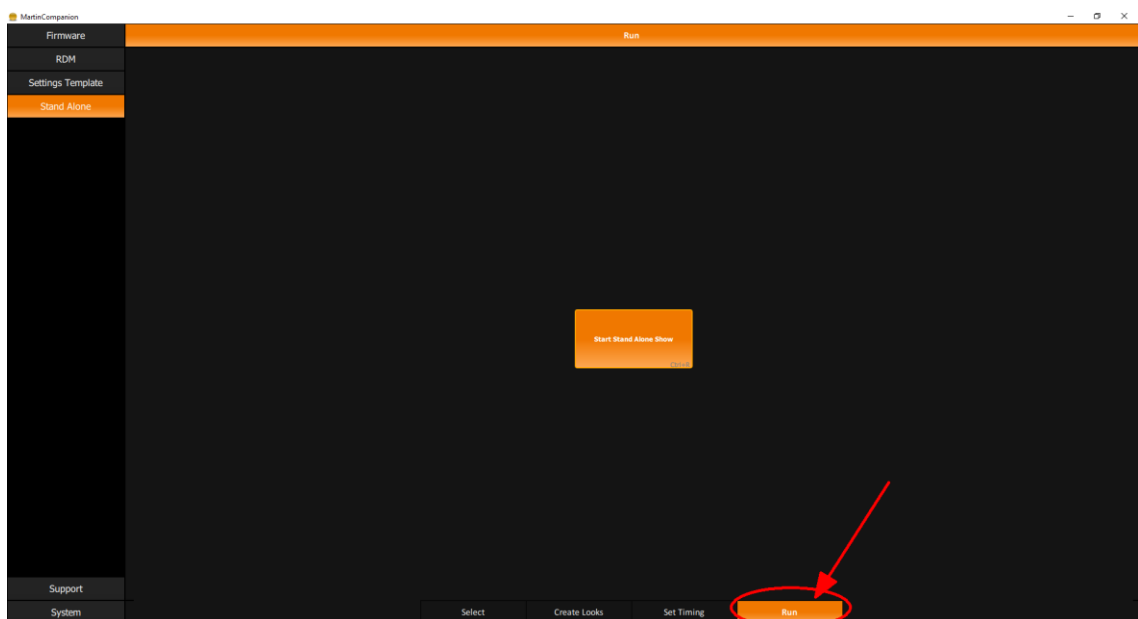 MartinCompanion
Firmware
Run
RDM
Settings Template
Stand Alone
Start Stand Alone Show
Support
System
Select
Create Looks
Set Timing
Run